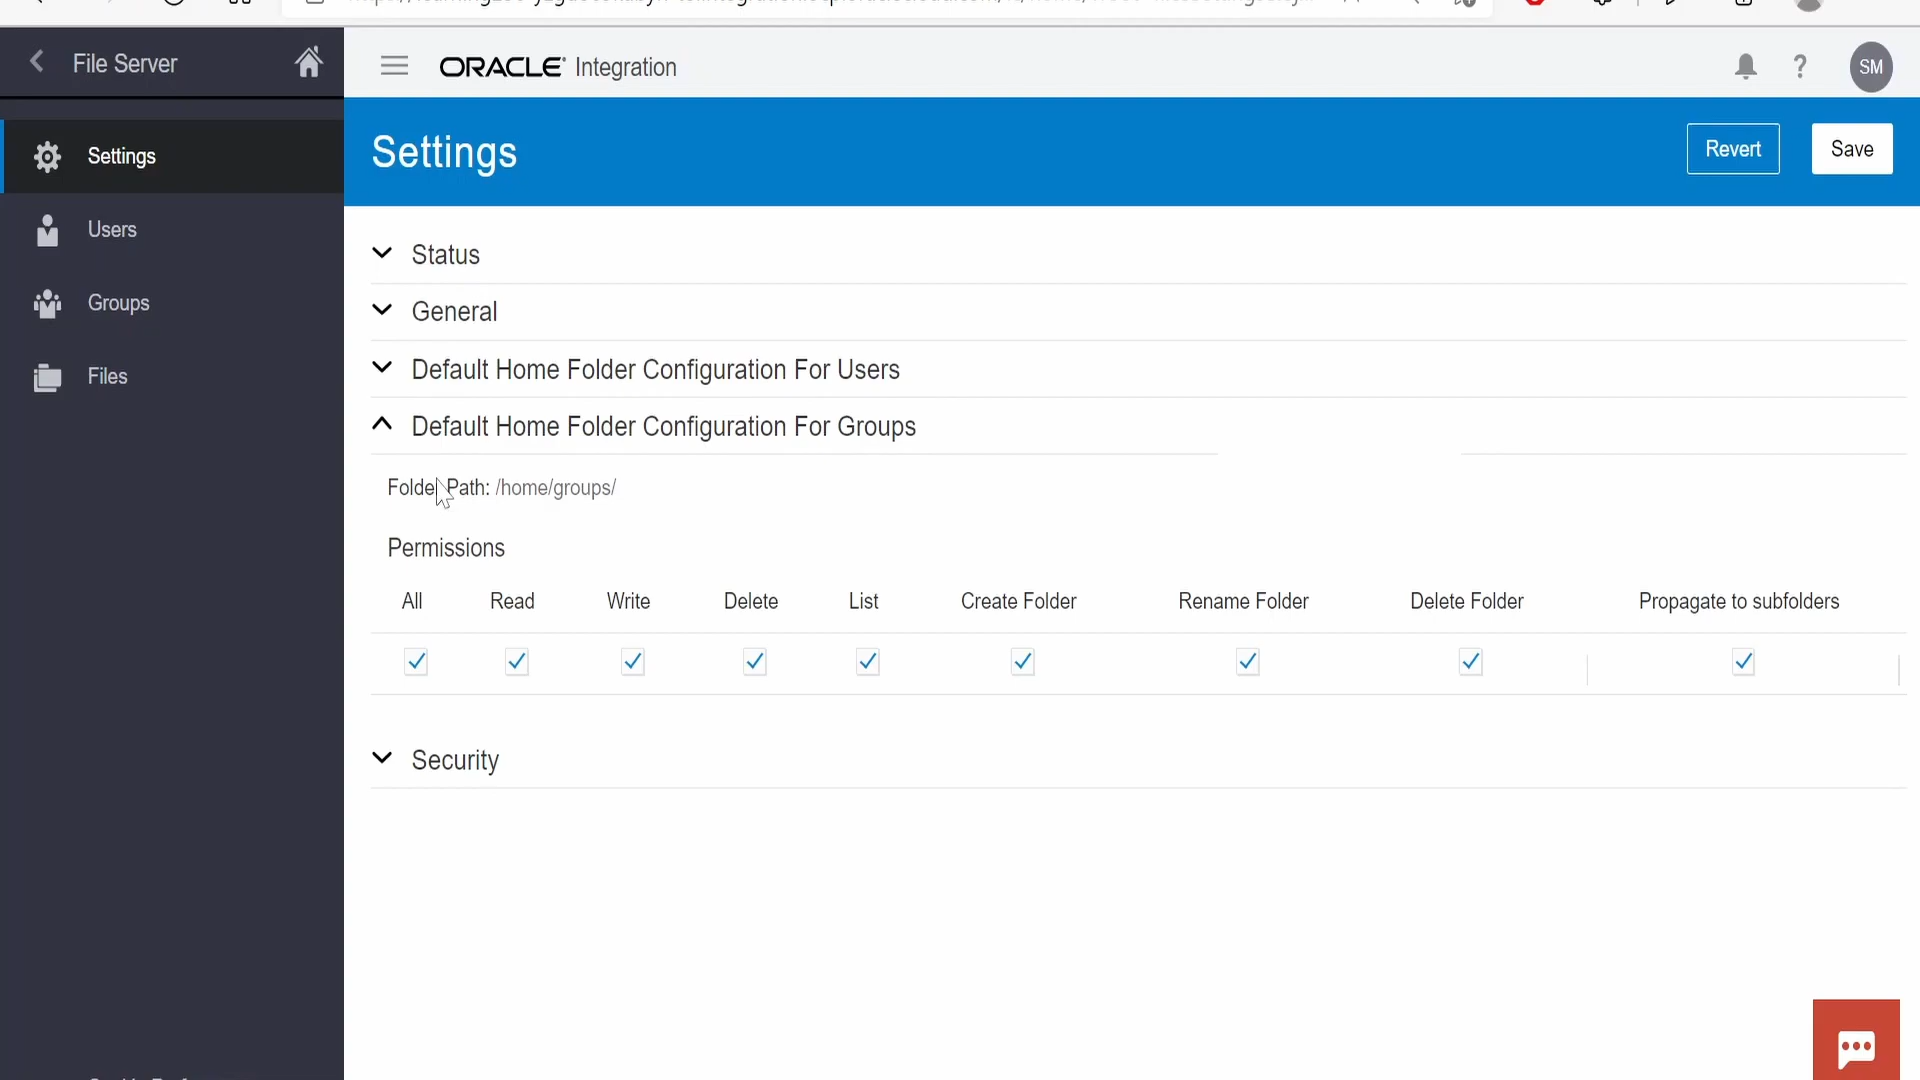 File Server
ORACLE Integration
SM
Settings
Settings
Revert
Save
Users
Groups
Files
Status
General
Default Home Folder Configuration For Users
Default Home Folder Configuration For Groups
Folder Path: /home/groups/
Permissions
All Read Write Delete List Create Folder Rename Folder Delete Folder Propagate to subfolders
Security